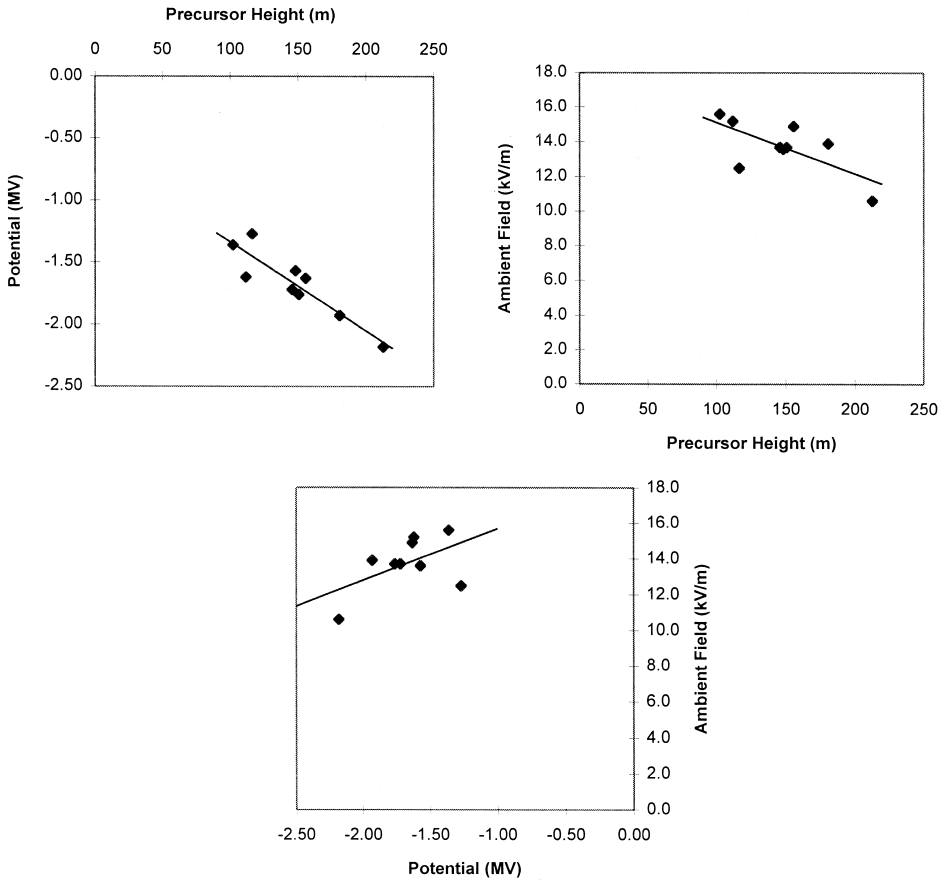 Precursor Height (m)
0 50 100 150 200 250
0.00
-0.50
-1.00
-1.50
-2.00
-2.50
Potential (MV)
18.0
16.0
14.0
12.0
10.0
8.0
6.0
4.0
2.0
0.0
Ambient Field (kV/m)
0 50 100 150 200 250
Precursor Height (m)
18.0
16.0
14.0
12.0
10.0
8.0
6.0
4.0
2.0
0.0
Ambient Field (kV/m)
-2.50 -2.00 -1.50 -1.00 -0.50 0.00
Potential (MV)